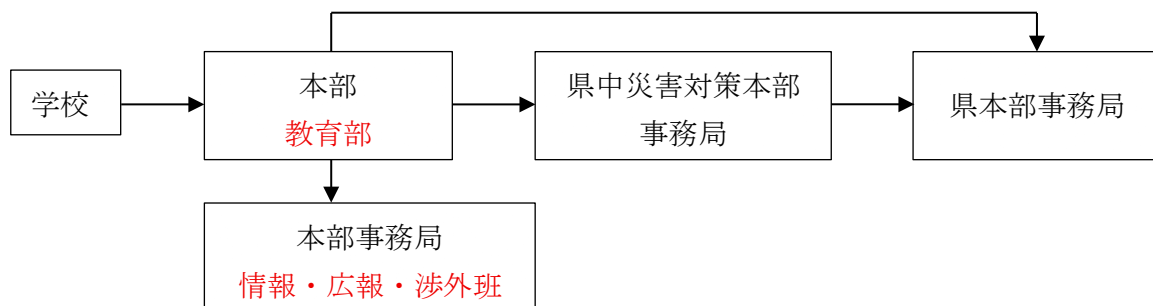 学校
本部
教育部
県中災害対策本部
事務局
県本部事務局
本部事務局
情報・広報・渉外班